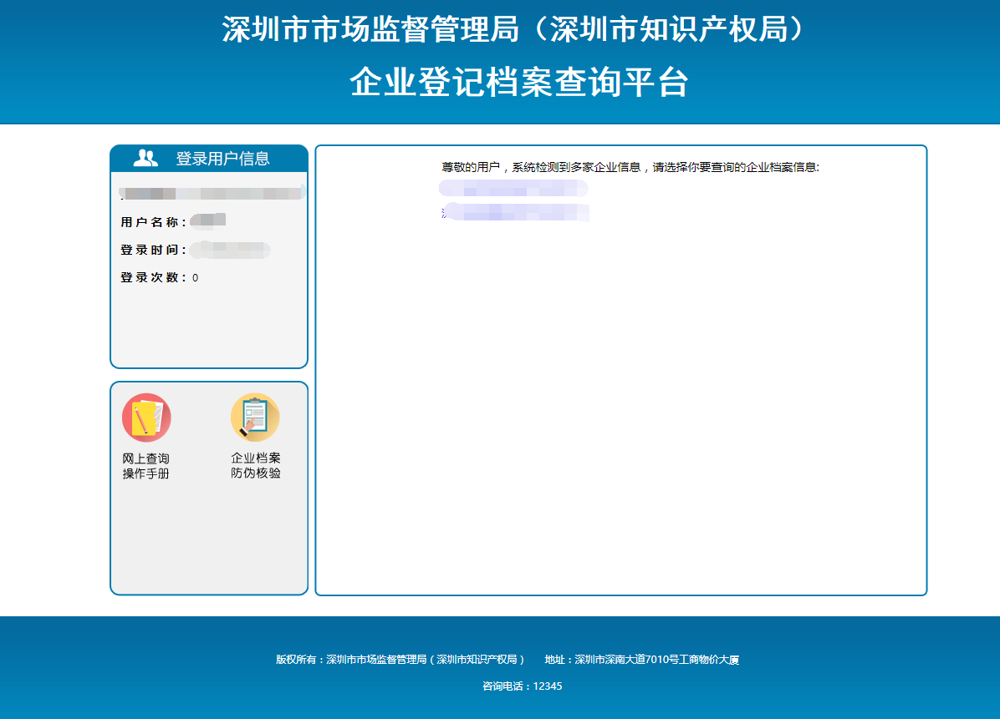 深圳市市场监督管理局（深圳市知识产权局）
企业登记档案查询平台
登录用户信息
用户名称：
登录时间：
登录次数：0
网上查询
操作手册
企业档案
防伪核验
尊敬的用户，系统检测到多家企业信息，请选择你要查询的企业档案信息:
版权所有：深圳市市场监督管理局（深圳市知识产权局） 地址：深圳市深南大道7010号工商物价大厦
咨询电话：12345